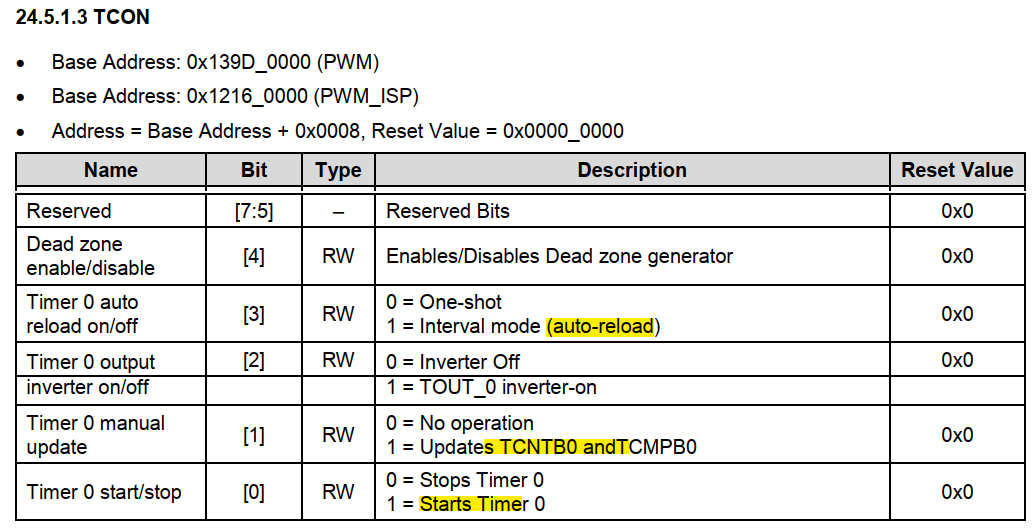 24.5.1.3 TCON
• Base Address: 0x139D_0000 (PWM)
• Base Address: 0x1216_0000 (PWM_ISP)
• Address = Base Address + 0x0008, Reset Value = 0x0000_0000
Name Bit Type Description Reset Value
Reserved [7:5] – Reserved Bits 0x0
Dead zone
enable/disable [4] RW Enables/Disables Dead zone generator 0x0
Timer 0 auto
reload on/off [3] RW 0 = One-shot
1 = Interval mode (auto-reload) 0x0
Timer 0 output [2] RW 0 = Inverter Off 0x0
inverter on/off 1 = TOUT_0 inverter-on
Timer 0 manual
update [1] RW 0 = No operation
1 = Updates TCNTB0 andTCMPB0 0x0
Timer 0 start/stop [0] RW 0 = Stops Timer 0
1 = Starts Timer 0 0x0